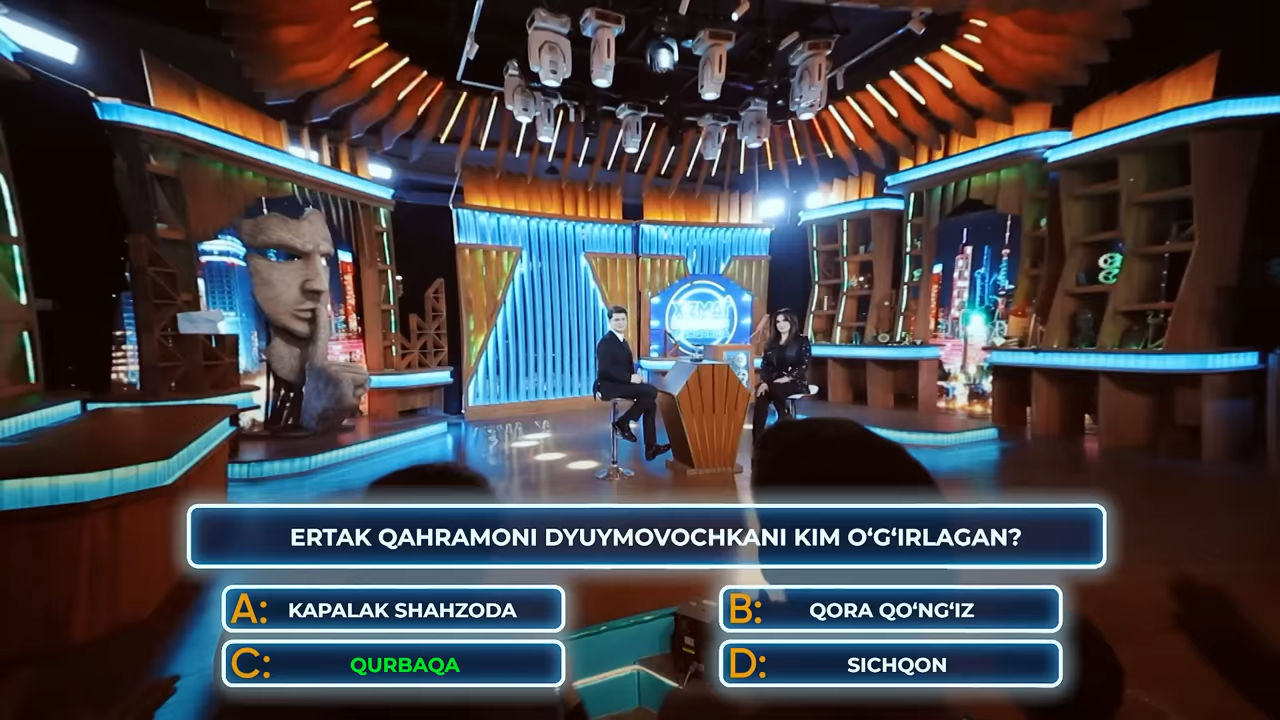 ERTAK QAHRAMONI DYUYMOVOCHKANI KIM O‘G‘IRLAGAN?
A: KAPALAK SHAHZODA
B: QORA QO‘NG‘IZ
C: QURBAQA
D: SICHQON